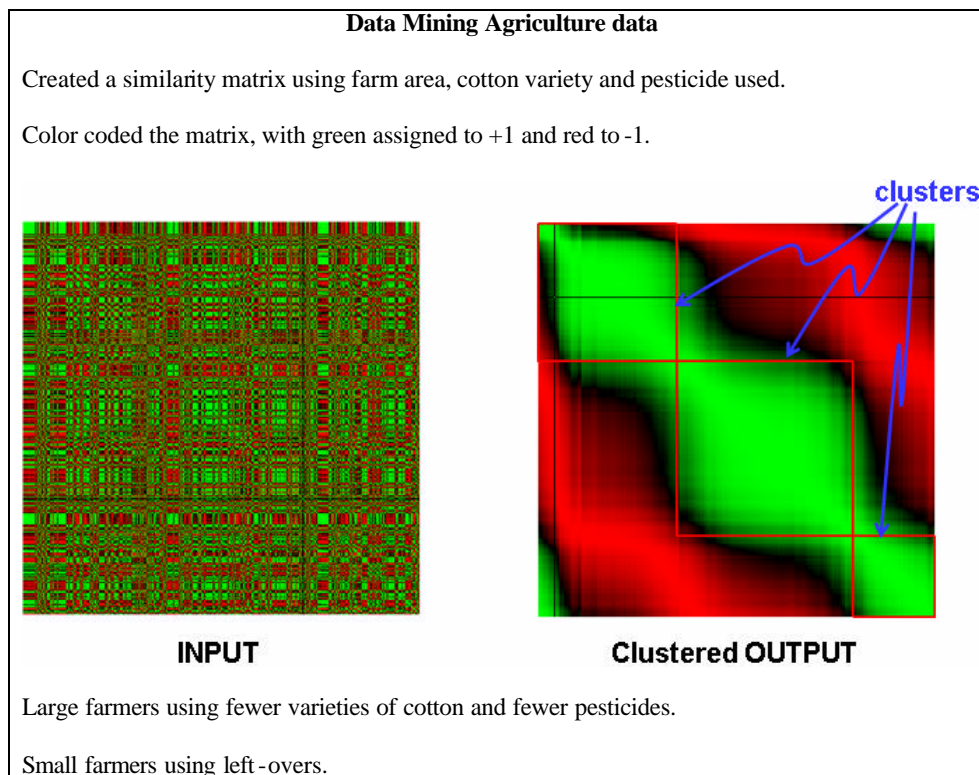 Data Mining Agriculture data
Created a similarity matrix using farm area, cotton variety and pesticide used.
Color coded the matrix, with green assigned to +1 and red to -1.
clusters
INPUT
Clustered OUTPUT
Large farmers using fewer varieties of cotton and fewer pesticides.
Small farmers using left-overs.